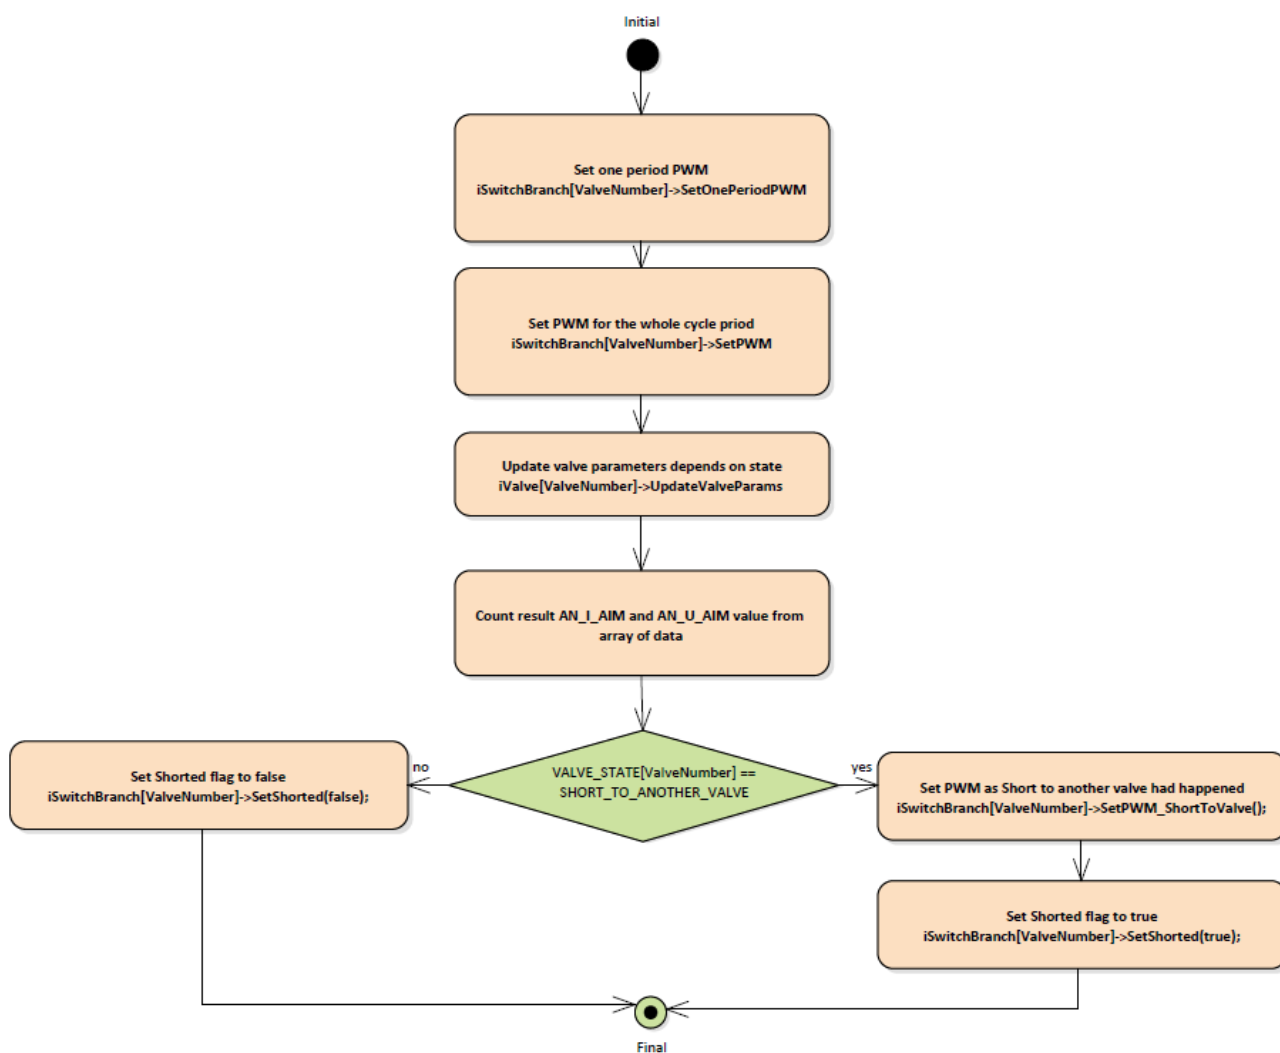 Initial
Set one period PWM
iSwitchBranch[ValveNumber]->SetOnePeriodPWM
Set PWM for the whole cycle priod
iSwitchBranch[ValveNumber]->SetPWM
Update valve parameters depends on state
iValve[ValveNumber]->UpdateValveParams
Count result AN_I_AIM and AN_U_AIM value from
array of data
VALVE_STATE[ValveNumber] ==
SHORT_TO_ANOTHER_VALVE
no
yes
Set Shorted flag to false
iSwitchBranch[ValveNumber]->SetShorted(false);
Set PWM as Short to another valve had happened
iSwitchBranch[ValveNumber]->SetPWM_ShortToValve();
Set Shorted flag to true
iSwitchBranch[ValveNumber]->SetShorted(true);
Final